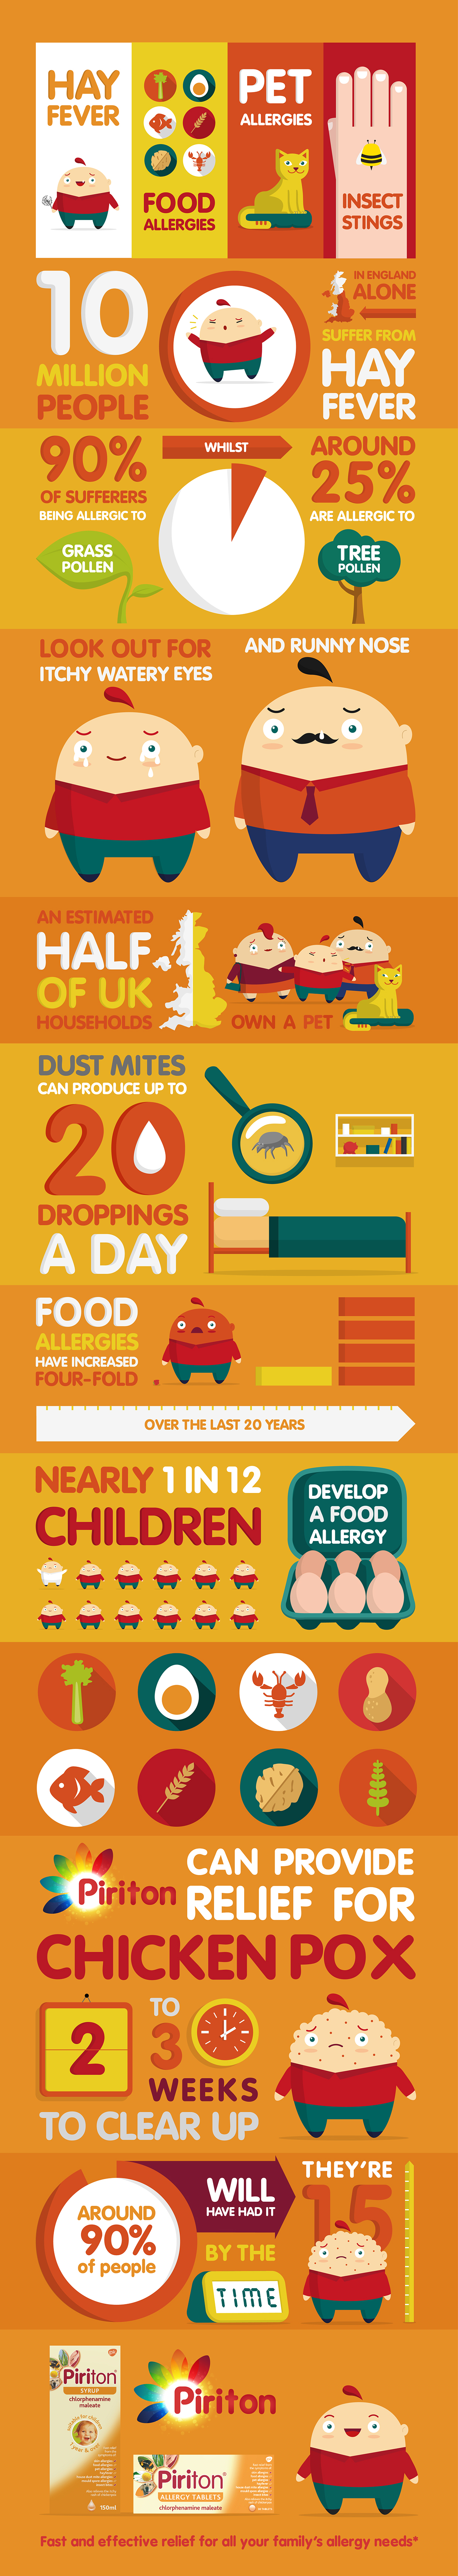 HAY
FEVER
FOOD
ALLERGIES
PET
ALLERGIES
INSECT
STINGS
10
MILLION
PEOPLE
IN ENGLAND
ALONE
SUFFER FROM
HAY
FEVER
90%
OF SUFFERERS
BEING ALLERGIC TO
GRASS
POLLEN
WHILST
AROUND
25%
ARE ALLERGIC TO
TREE
POLLEN
LOOK OUT FOR
ITCHY WATERY EYES
AND RUNNY NOSE
AN ESTIMATED
HALF
OF UK
HOUSEHOLDS
OWN A PET
DUST MITES
CAN PRODUCE UP TO
20
DROPPINGS
A DAY
FOOD
ALLERGIES
HAVE INCREASED
FOUR-FOLD
OVER THE LAST 20 YEARS
NEARLY 1 IN 12
CHILDREN
DEVELOP
A FOOD
ALLERGY
Piriton
CAN PROVIDE
RELIEF FOR
CHICKEN POX
2
TO
3
WEEKS
TO CLEAR UP
AROUND
90%
of people
WILL
HAVE HAD IT
BY THE
TIME
THEY'RE
15
Piriton
SYRUP
chlorphenamine
maleate
150ml
Piriton
Piriton
ALLERGY TABLETS
chlorphenamine maleate
Fast and effective relief for all your family's allergy needs*